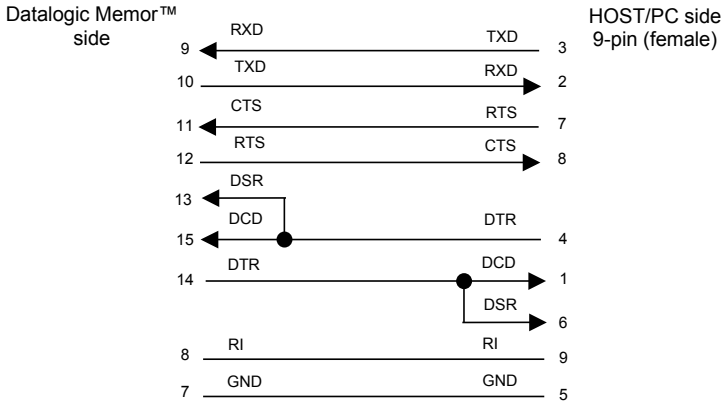 Datalogic Memor™
side
HOST/PC side
9-pin (female)
9 RXD TXD 3
10 TXD RXD 2
11 CTS RTS 7
12 RTS CTS 8
13 DSR
15 DCD DTR 4
14 DTR DCD 1
DSR 6
8 RI RI 9
7 GND GND 5